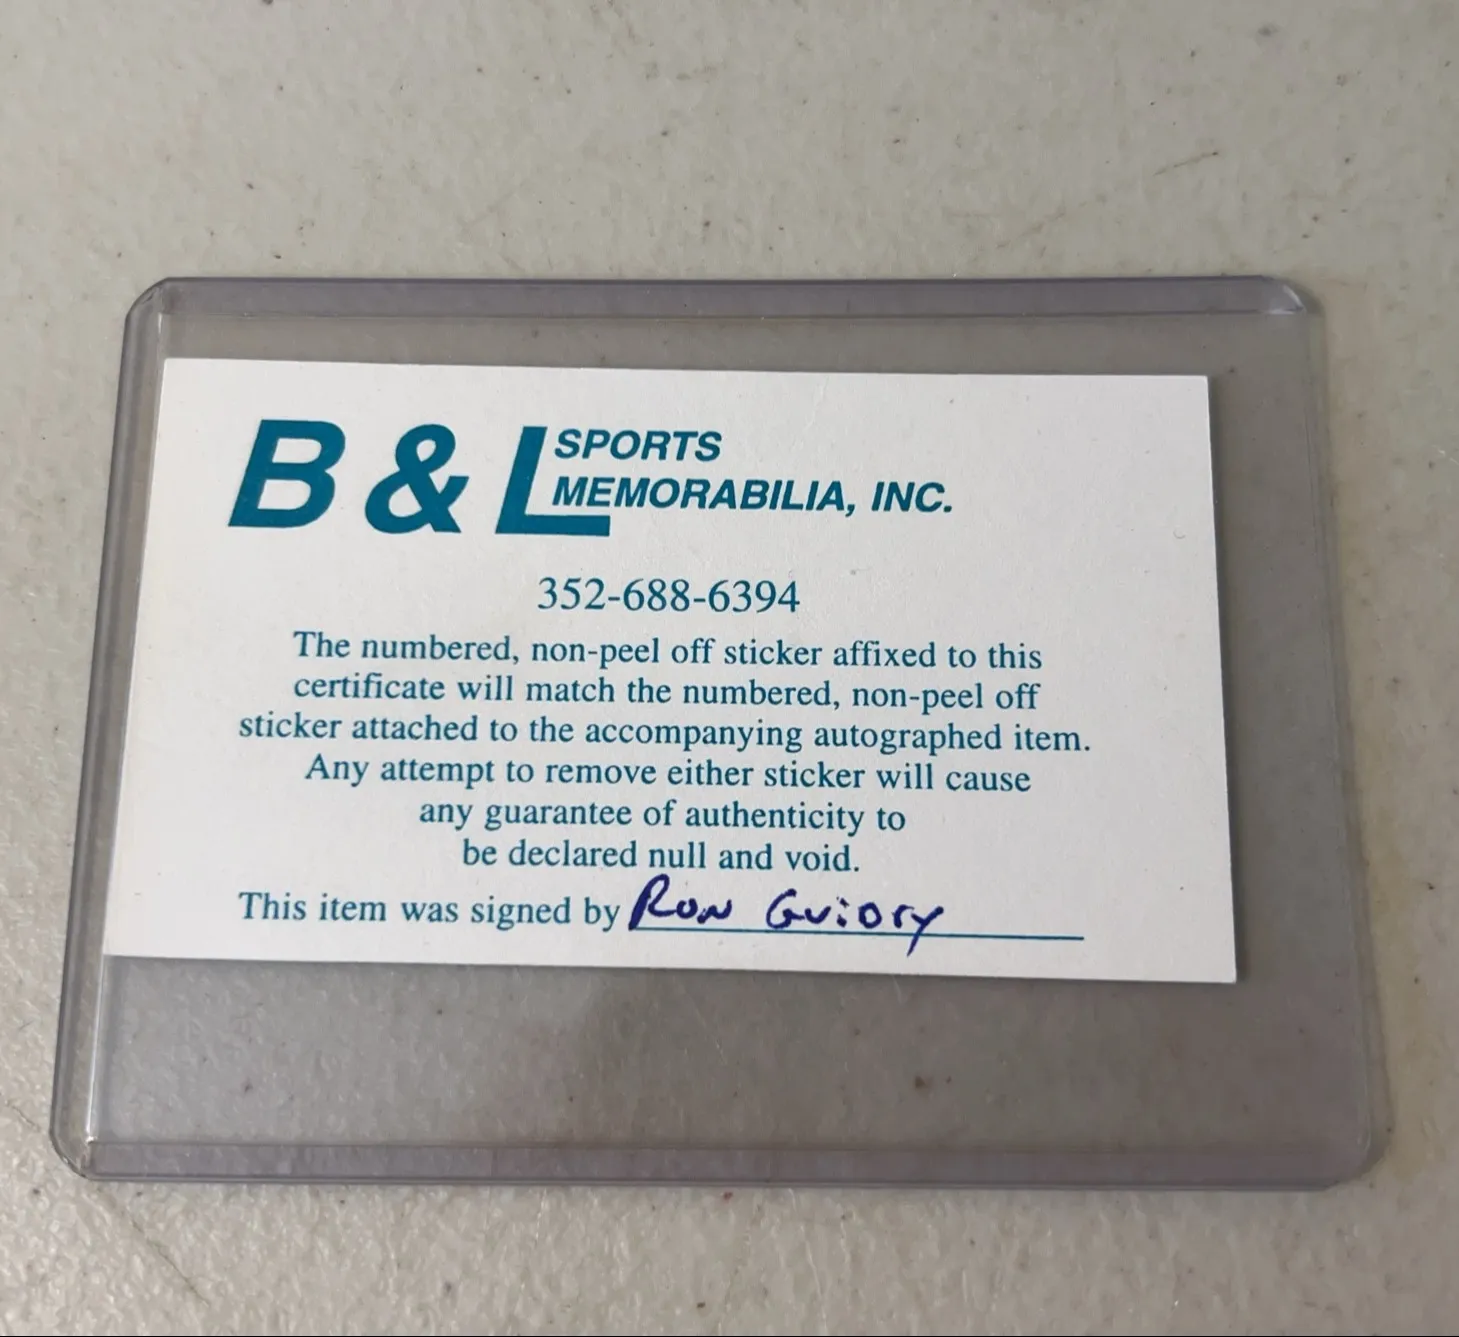 B & L SPORTS
MEMORABILIA, INC.
352-688-6394
The numbered, non-peel off sticker affixed to this
certificate will match the numbered, non-peel off
sticker attached to the accompanying autographed item.
Any attempt to remove either sticker will cause
any guarantee of authenticity to
be declared null and void.
This item was signed by Ron Guidry